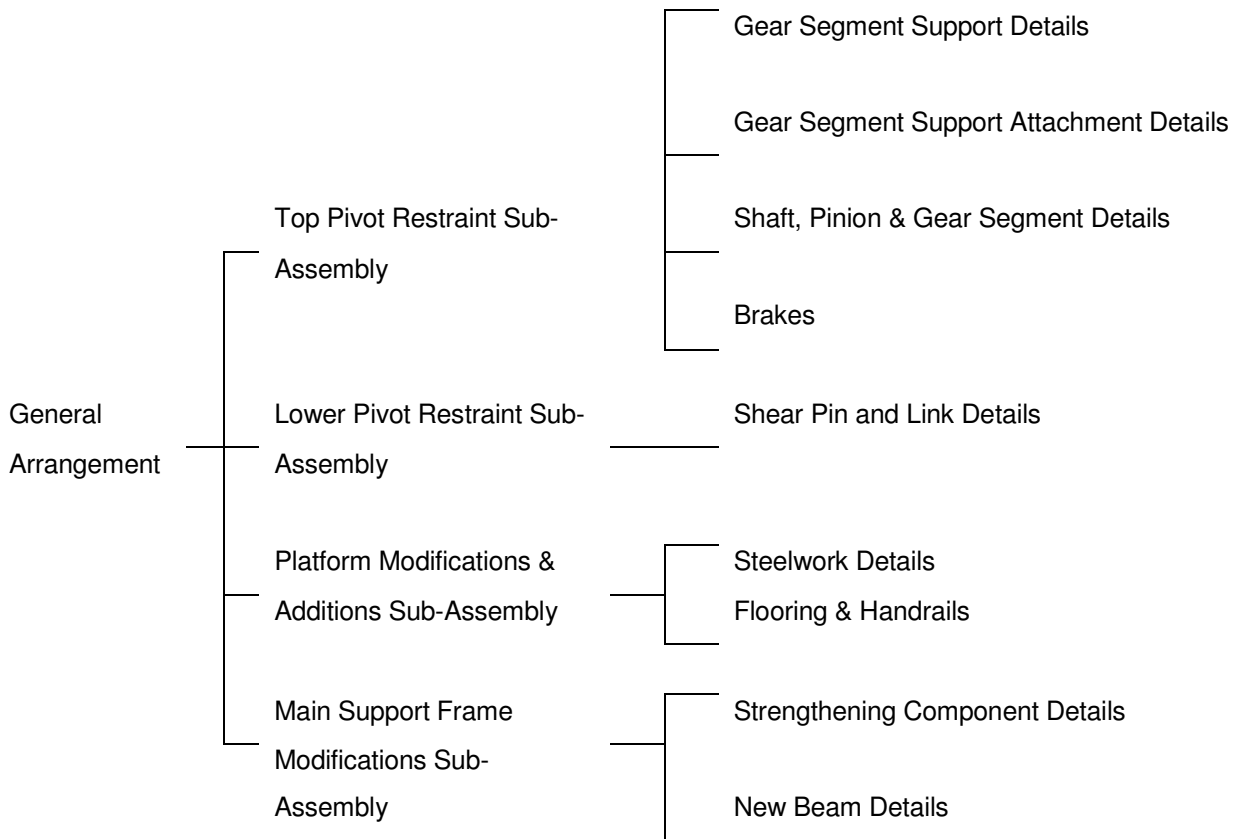 Gear Segment Support Details
Gear Segment Support Attachment Details
Top Pivot Restraint Sub-
Assembly
Shaft, Pinion & Gear Segment Details
Brakes
General
Arrangement
Lower Pivot Restraint Sub-
Assembly
Shear Pin and Link Details
Platform Modifications &
Additions Sub-Assembly
Steelwork Details
Flooring & Handrails
Main Support Frame
Modifications Sub-
Assembly
Strengthening Component Details
New Beam Details